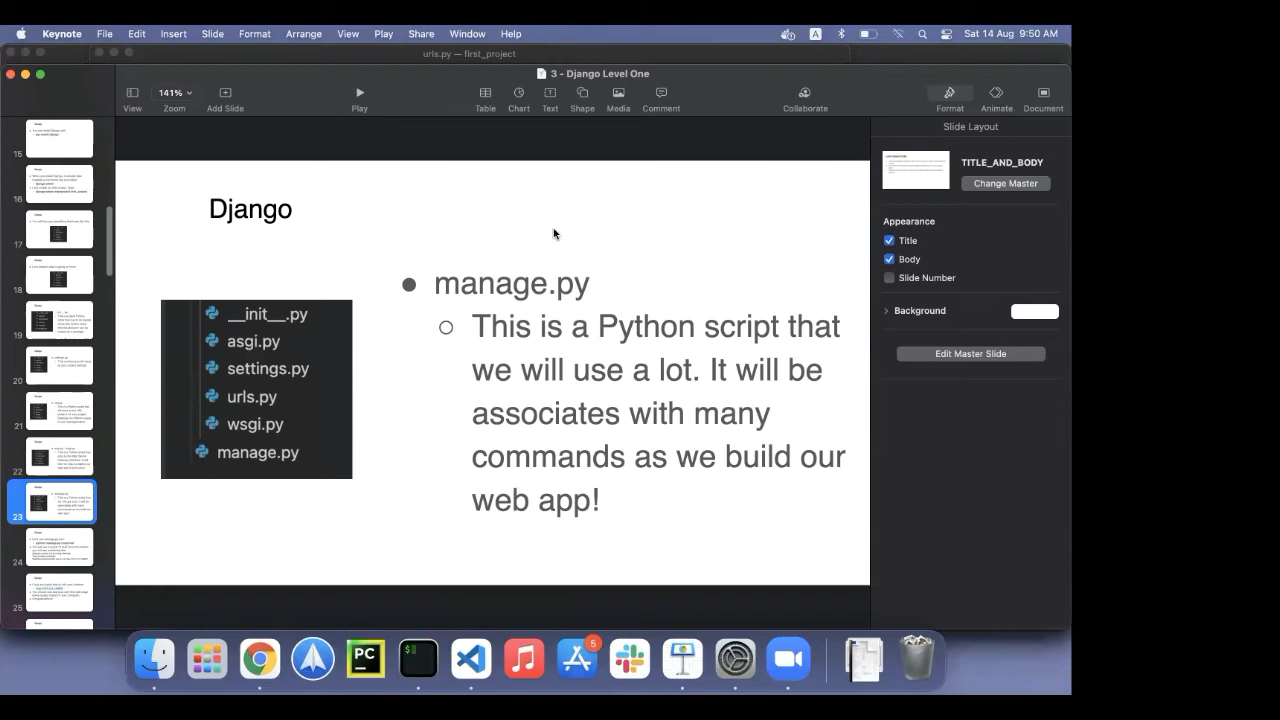 Keynote File Edit Insert Slide Format Arrange View Play Share Window Help A Sat 14 Aug 9:50 AM
urls.py — first_project
3 - Django Level One
141%
View Zoom Add Slide Play Table Chart Text Shape Media Comment Collaborate Format Animate Document
Slide Layout
TITLE_AND_BODY
Change Master
Appearance
Title
Body
Slide Number
Background
Edit Master Slide
15
16
17
18
19
20
21
22
23
24
25
Django
__init__.py
asgi.py
settings.py
urls.py
wsgi.py
manage.py
manage.py
This is a Python script that
we will use a lot. It will be
associates with many
commands as we build our
web app!
PC
$
5